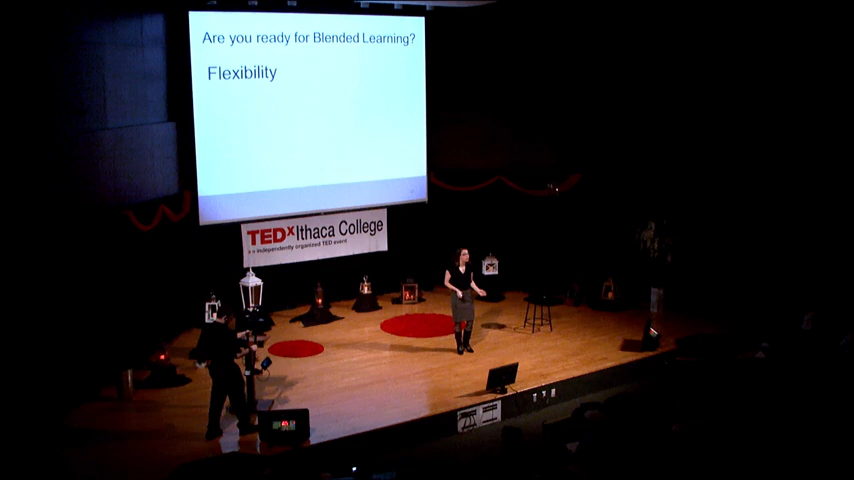 Are you ready for Blended Learning?
Flexibility
TEDx Ithaca College
x = independently organized TED event